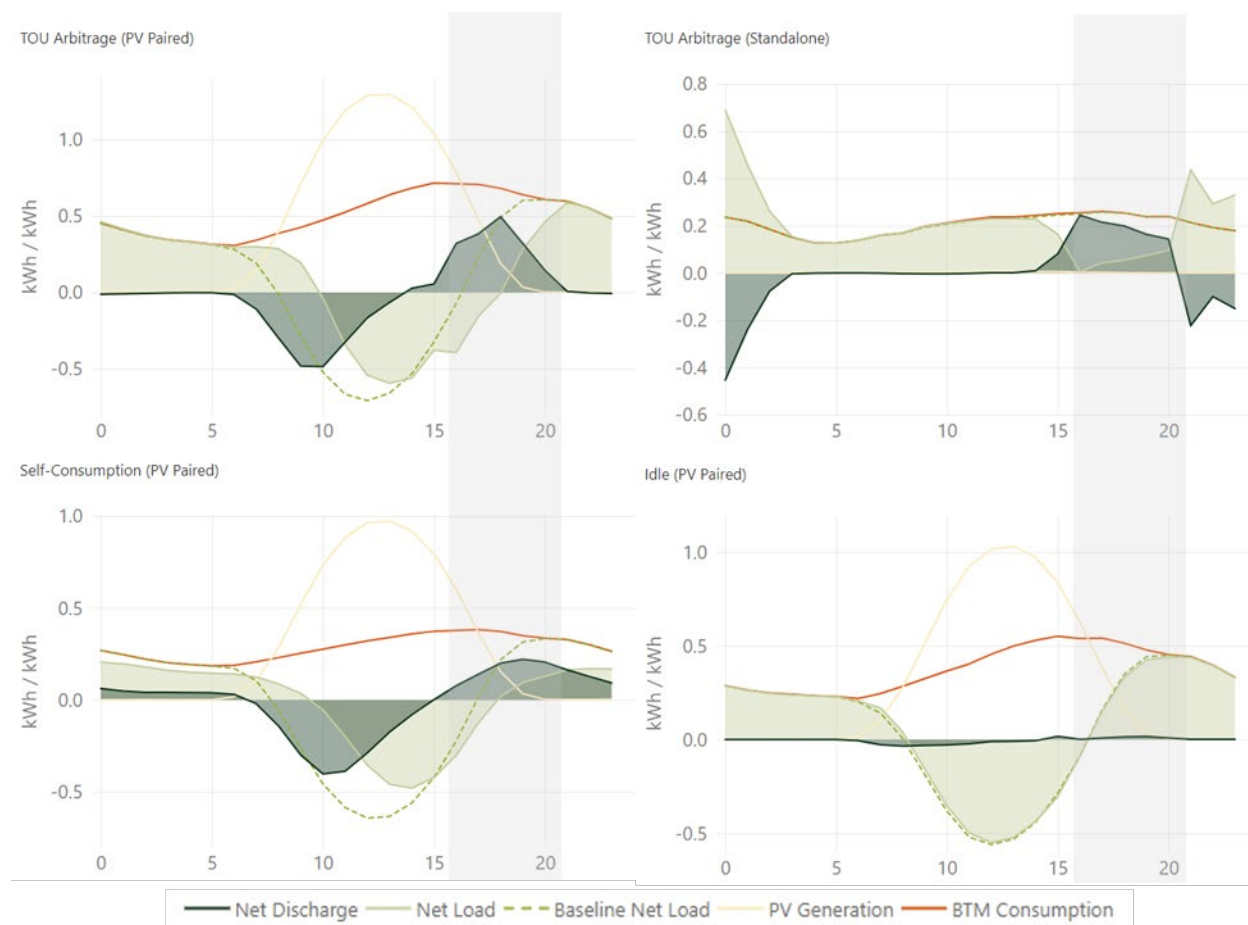 TOU Arbitrage (PV Paired)
kWh / kWh
1.0
0.5
0.0
-0.5
0 5 10 15 20
TOU Arbitrage (Standalone)
kWh / kWh
0.8
0.6
0.4
0.2
0.0
-0.2
-0.4
-0.6
0 5 10 15 20
Self-Consumption (PV Paired)
kWh / kWh
1.0
0.5
0.0
-0.5
0 5 10 15 20
Idle (PV Paired)
kWh / kWh
1.0
0.5
0.0
-0.5
0 5 10 15 20
Net Discharge Net Load Baseline Net Load PV Generation BTM Consumption